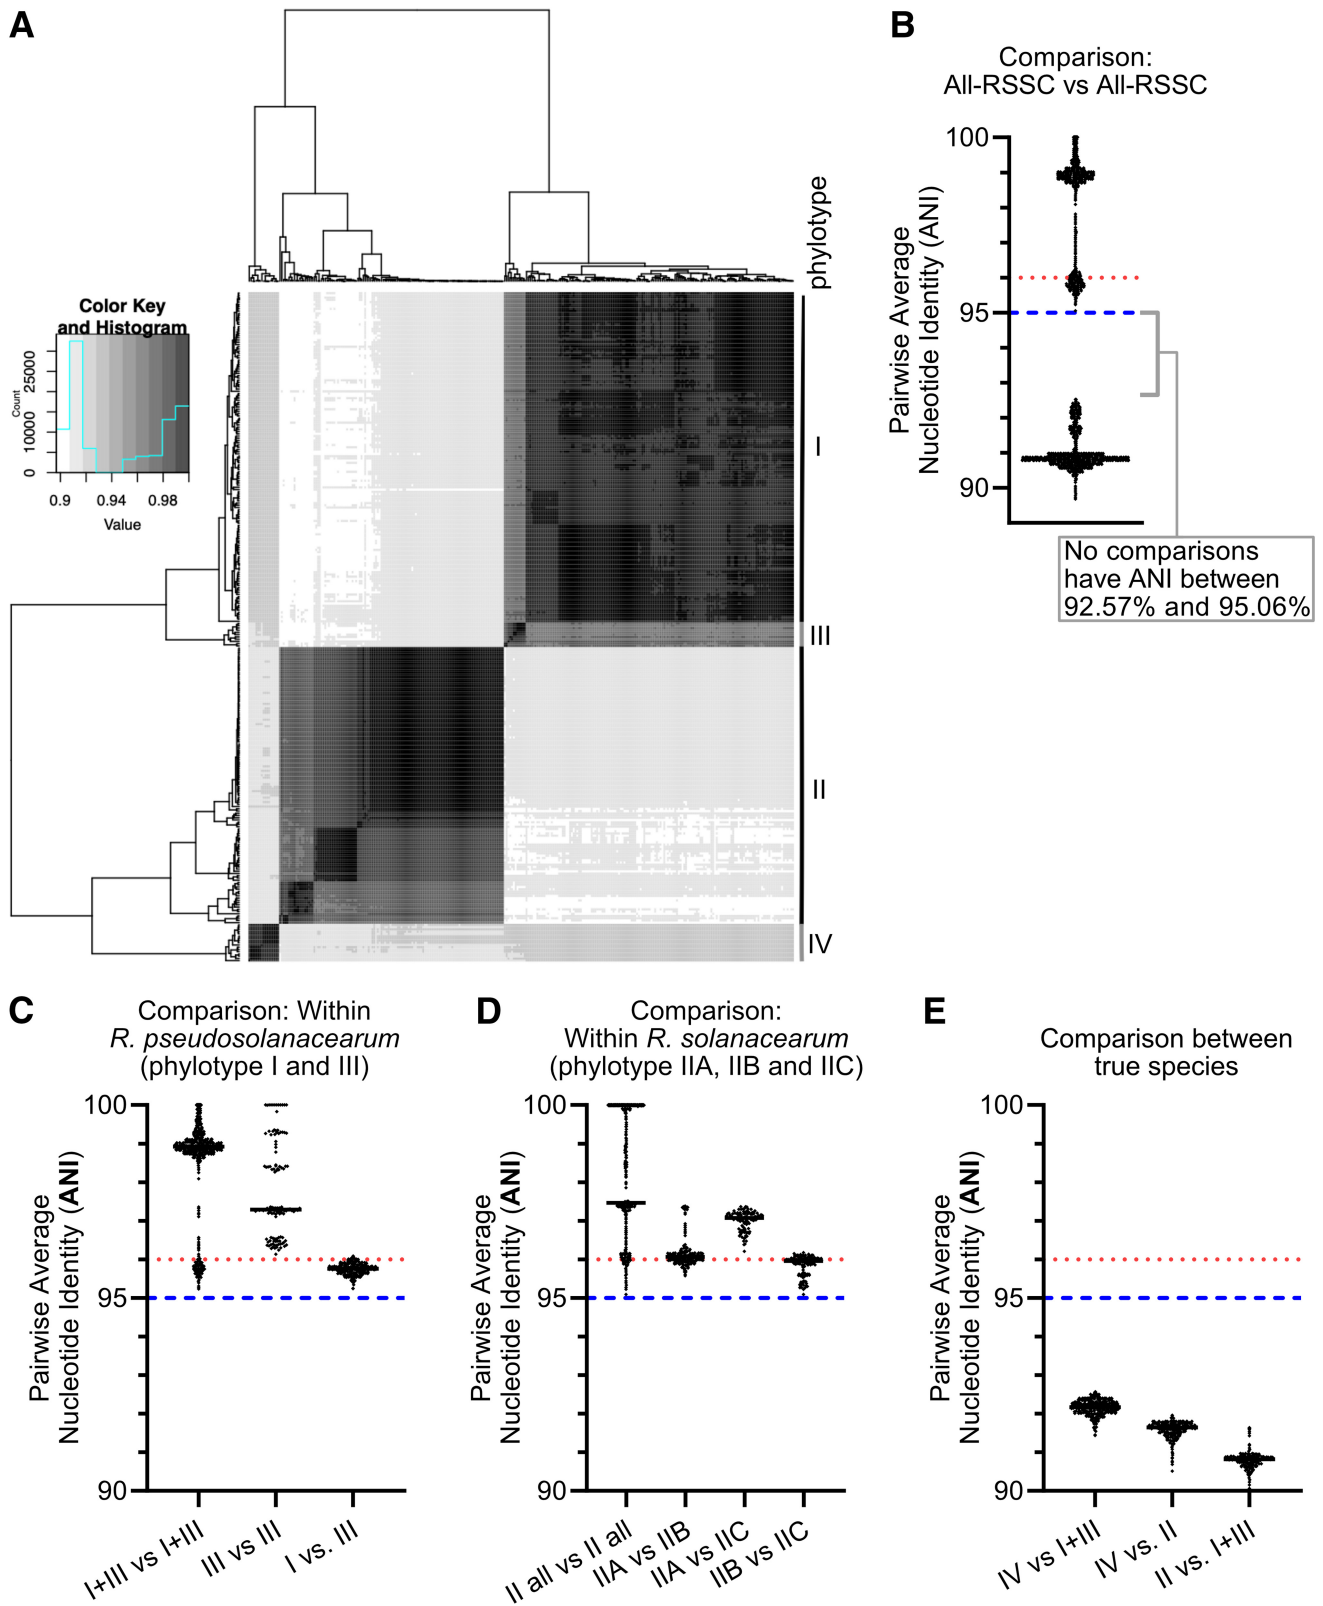 A
phylotype
Color Key
and Histogram
Count
0 10000 25000
0.9 0.94 0.98
Value
I
III
II
IV
B
Comparison:
All-RSSC vs All-RSSC
Pairwise Average
Nucleotide Identity (ANI)
100
95
90
No comparisons
have ANI between
92.57% and 95.06%
C
Comparison: Within
R. pseudosolanacearum
(phylotype I and III)
Pairwise Average
Nucleotide Identity (ANI)
100
95
90
I+III vs I+III
III vs III
I vs. III
D
Comparison:
Within R. solanacearum
(phylotype IIA, IIB and IIC)
Pairwise Average
Nucleotide Identity (ANI)
100
95
90
II all vs II all
IIA vs IIB
IIA vs IIC
IIB vs IIC
E
Comparison between
true species
Pairwise Average
Nucleotide Identity (ANI)
100
95
90
IV vs I+III
IV vs. II
II vs. I+III